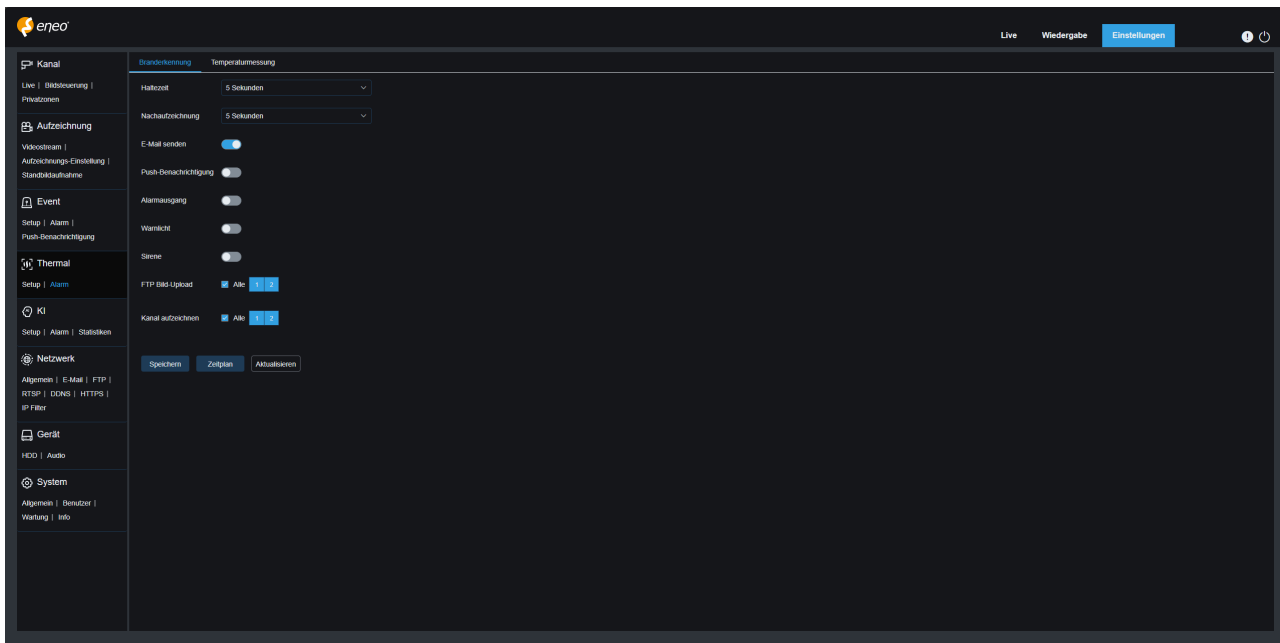 eneo
Live Wiedergabe Einstellungen
Kanal
Live | Bildsteuerung |
Privatzonen
Aufzeichnung
Videostream |
Aufzeichnungs-Einstellung |
Standbildaufnahme
Event
Setup | Alarm |
Push-Benachrichtigung
Thermal
Setup | Alarm
KI
Setup | Alarm | Statistiken
Netzwerk
Allgemein | E-Mail | FTP |
RTSP | DDNS | HTTPS |
IP Filter
Gerät
HDD | Audio
System
Allgemein | Benutzer |
Wartung | Info
Branderkennung Temperaturmessung
Haltezeit 5 Sekunden
Nachaufzeichnung 5 Sekunden
E-Mail senden
Push-Benachrichtigung
Alarmausgang
Warnlicht
Sirene
FTP Bild-Upload Alle 1 2
Kanal aufzeichnen Alle 1 2
Speichern Zeitplan Aktualisieren